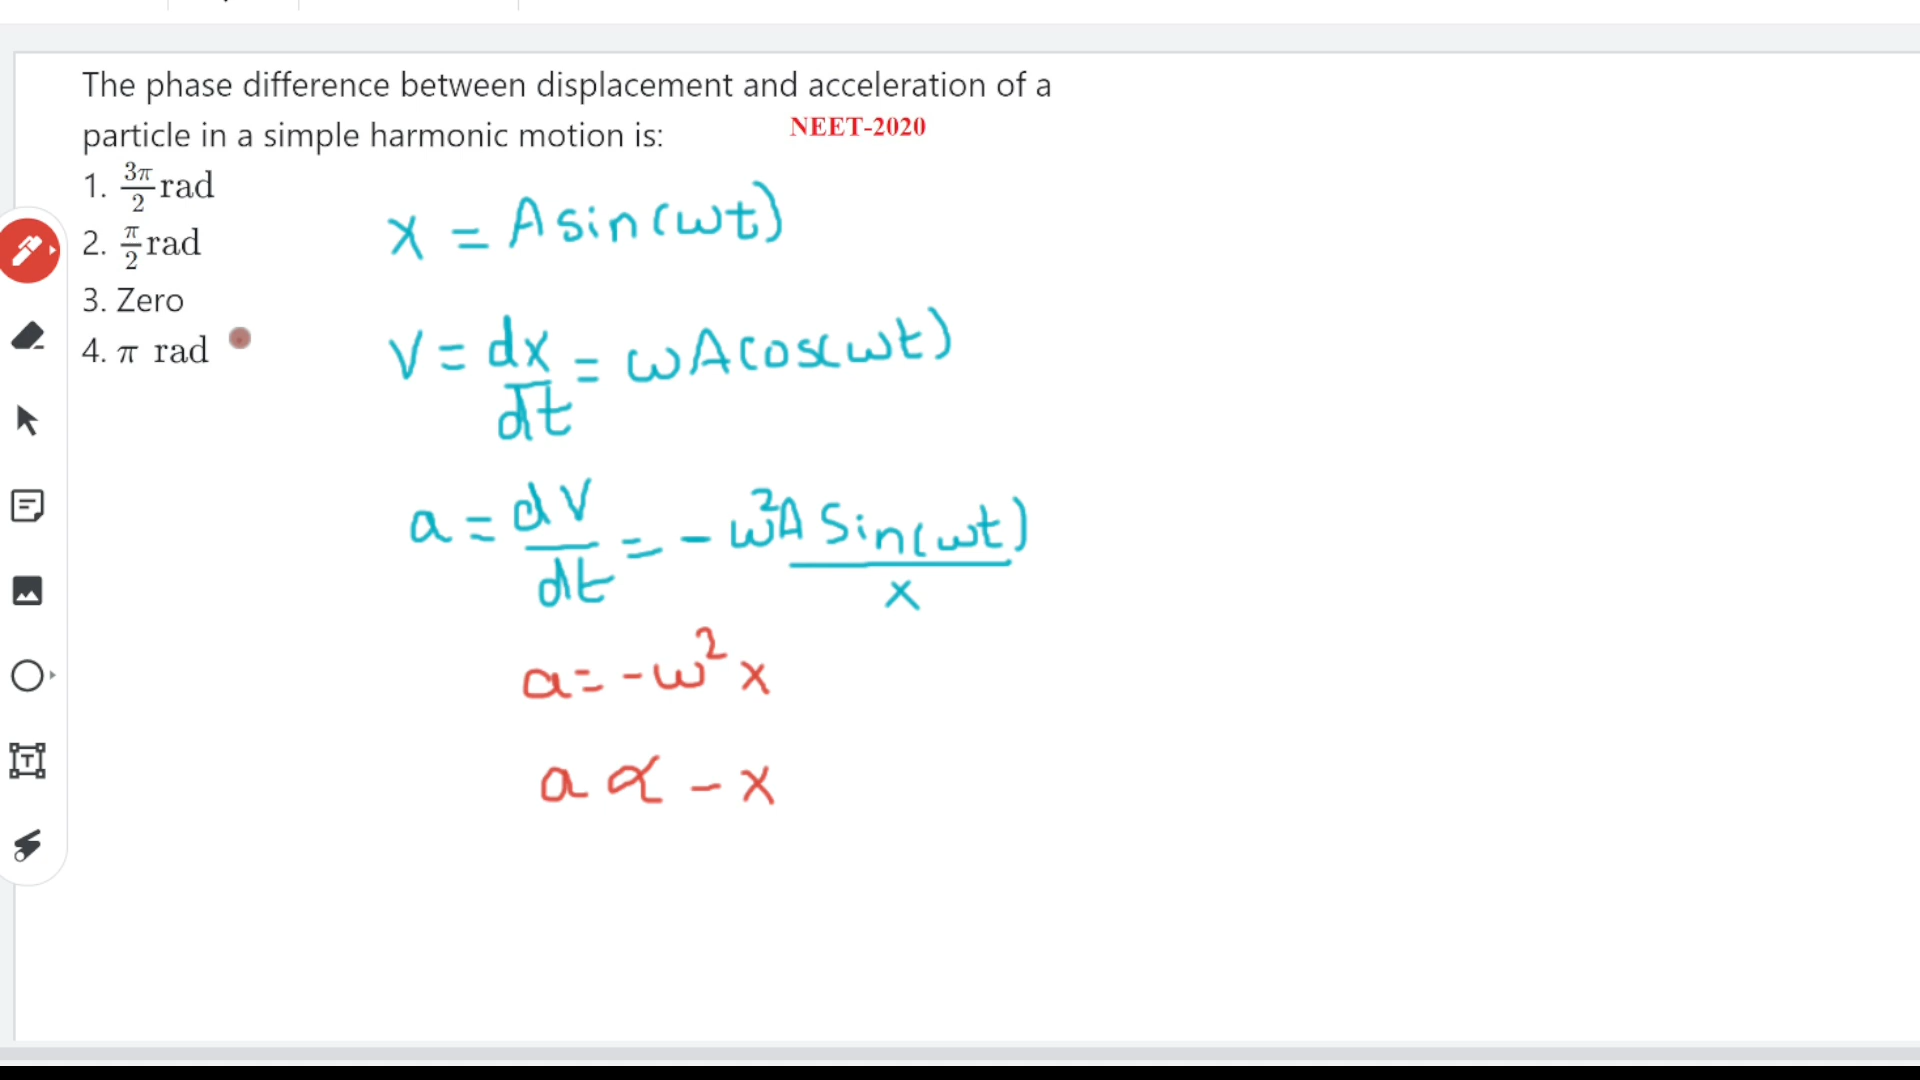 The phase difference between displacement and acceleration of a
particle in a simple harmonic motion is:
NEET-2020
1. 3π/2 rad
2. π/2 rad
3. Zero
4. π rad
x = A sin(ωt)
V = dx/dt = ωA cos(ωt)
a = dV/dt = -ω²A Sin(ωt)
x
a = -ω² x
a ∝ - x